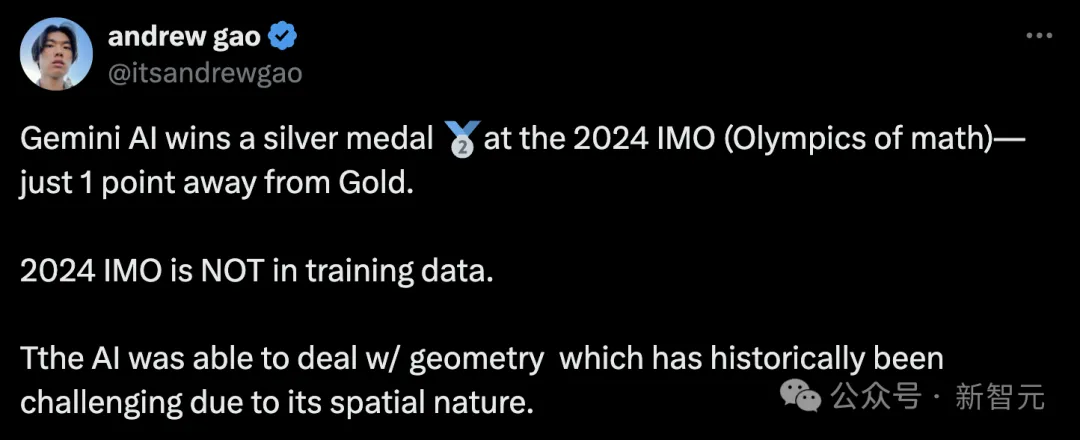 andrew gao
@itsandrewgao
Gemini AI wins a silver medal 🥈at the 2024 IMO (Olympics of math)—
just 1 point away from Gold.
2024 IMO is NOT in training data.
Tthe AI was able to deal w/ geometry  which has historically been
challenging due to its spatial nature.
公众号 · 新智元